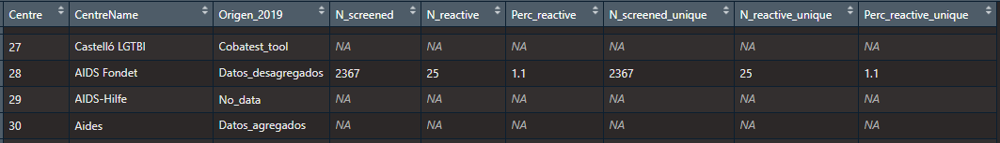 Centre CentreName Origen_2019 N_screened N_reactive Perc_reactive N_screened_unique N_reactive_unique Perc_reactive_unique
27 Castelló LGTBI Cobatest_tool NA NA NA NA NA NA
28 AIDS Fondet Datos_desagregados 2367 25 1.1 2367 25 1.1
29 AIDS-Hilfe No_data NA NA NA NA NA NA
30 Aides Datos_agregados NA NA NA NA NA NA